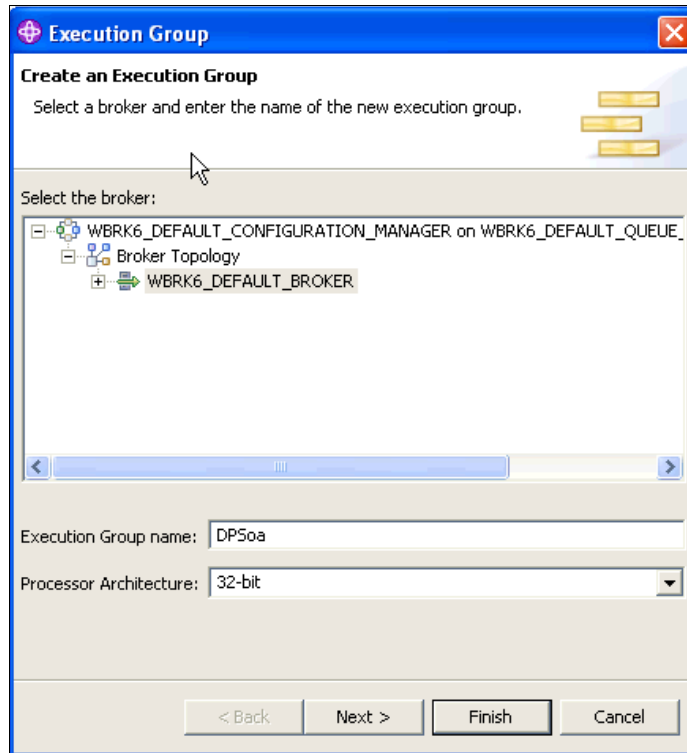 Execution Group
Create an Execution Group
Select a broker and enter the name of the new execution group.
Select the broker:
WBRK6_DEFAULT_CONFIGURATION_MANAGER on WBRK6_DEFAULT_QUEUE_
Broker Topology
WBRK6_DEFAULT_BROKER
Execution Group name: DPSoa
Processor Architecture: 32-bit
< Back Next > Finish Cancel